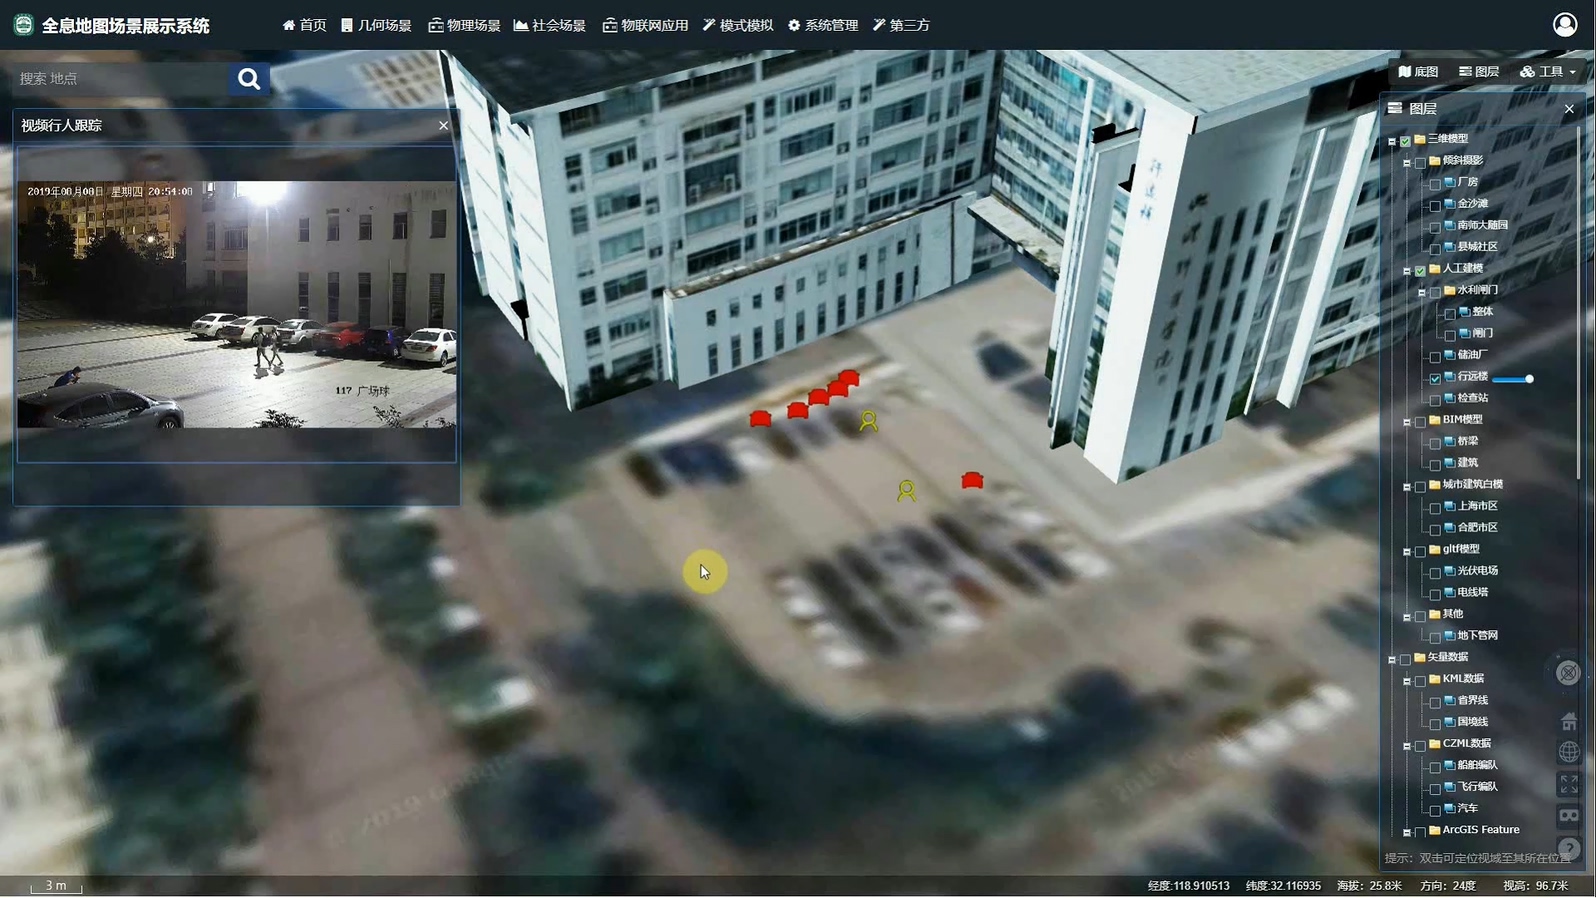 全息地图场景展示系统
首页
几何场景
物理场景
社会场景
物联网应用
模式模拟
系统管理
第三方
搜索 地点
底图
图层
工具
视频行人跟踪
2019年08月08日 星期四 20:54:08
117 广场球
行远楼
图层
三维模型
倾斜摄影
厂房
金沙滩
南师大随园
县城社区
人工建模
水利闸门
整体
闸门
储油厂
行远楼
检查站
BIM模型
桥梁
建筑
城市建筑白模
上海市区
合肥市区
gltf模型
光伏电场
电线塔
其他
地下管网
矢量数据
KML数据
省界线
国境线
CZML数据
船舶编队
飞行编队
汽车
ArcGIS Feature
提示：双击可定位视域至其所在位置
3 m
经度:118.910513 纬度:32.116935 海拔：25.8米 方向：24度 视高：96.7米